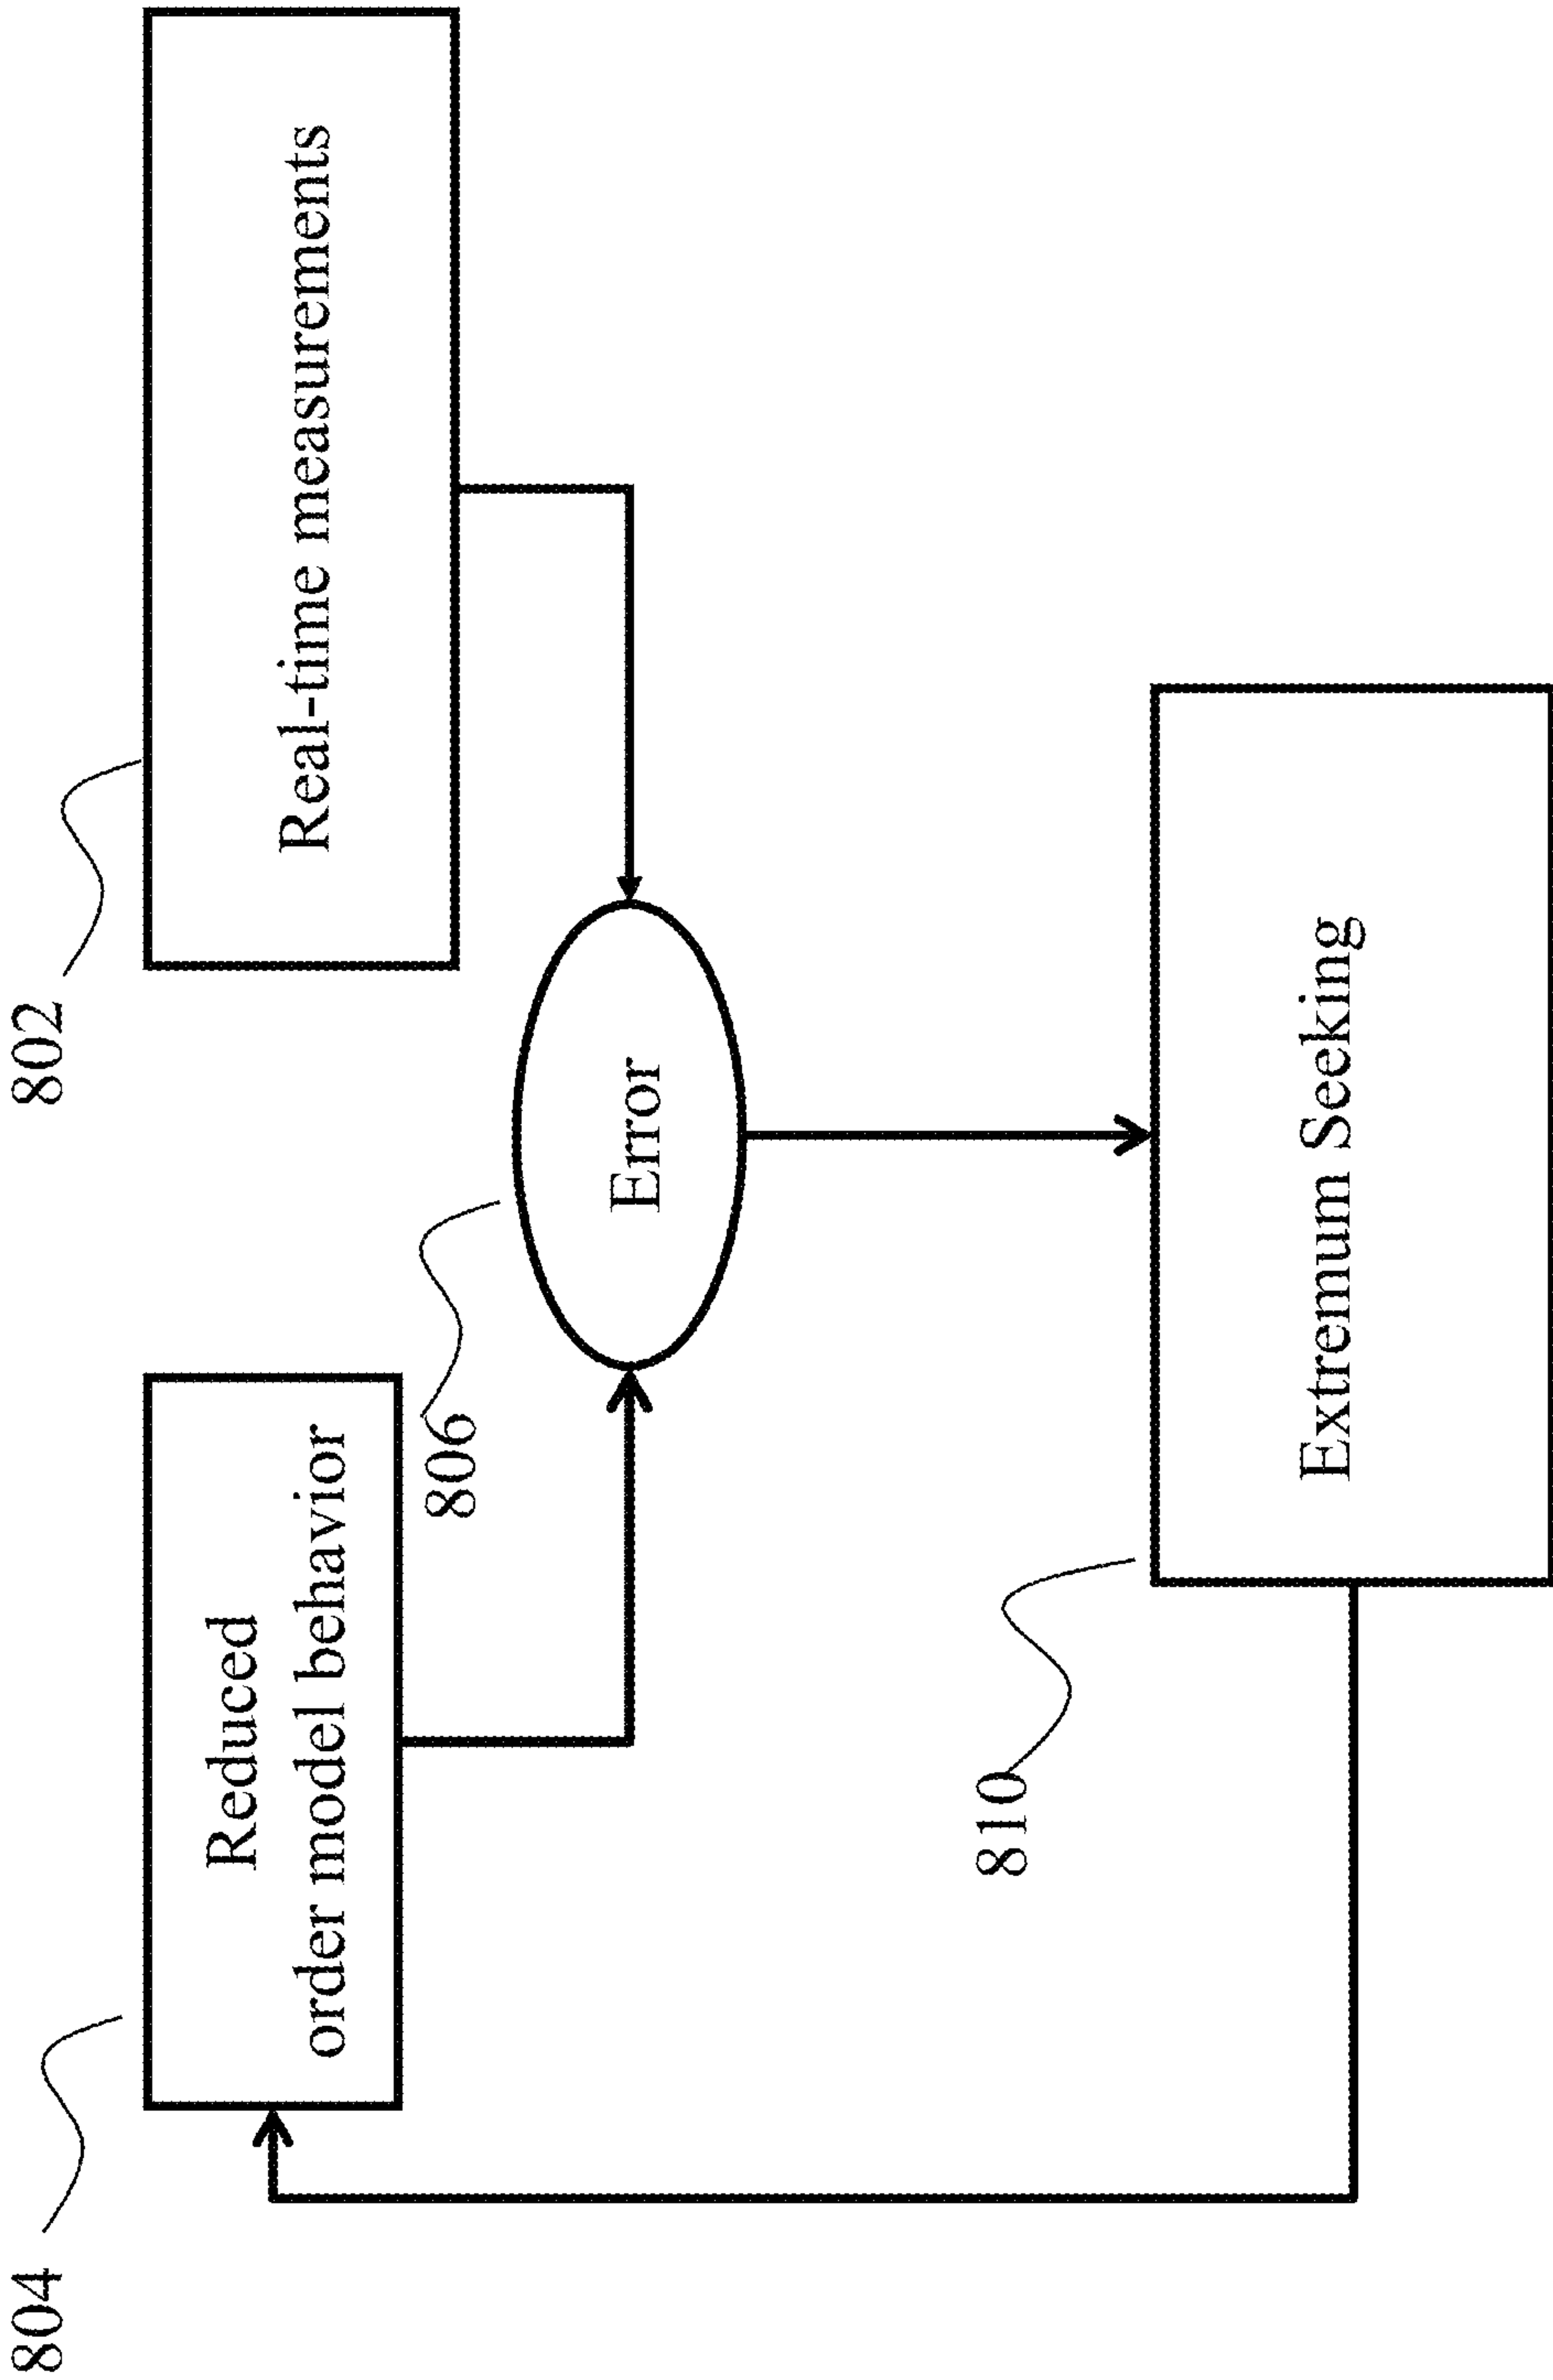 804
Reduced
order model behavior
802
Real-time measurements
806
Error
810
Extremum Seeking